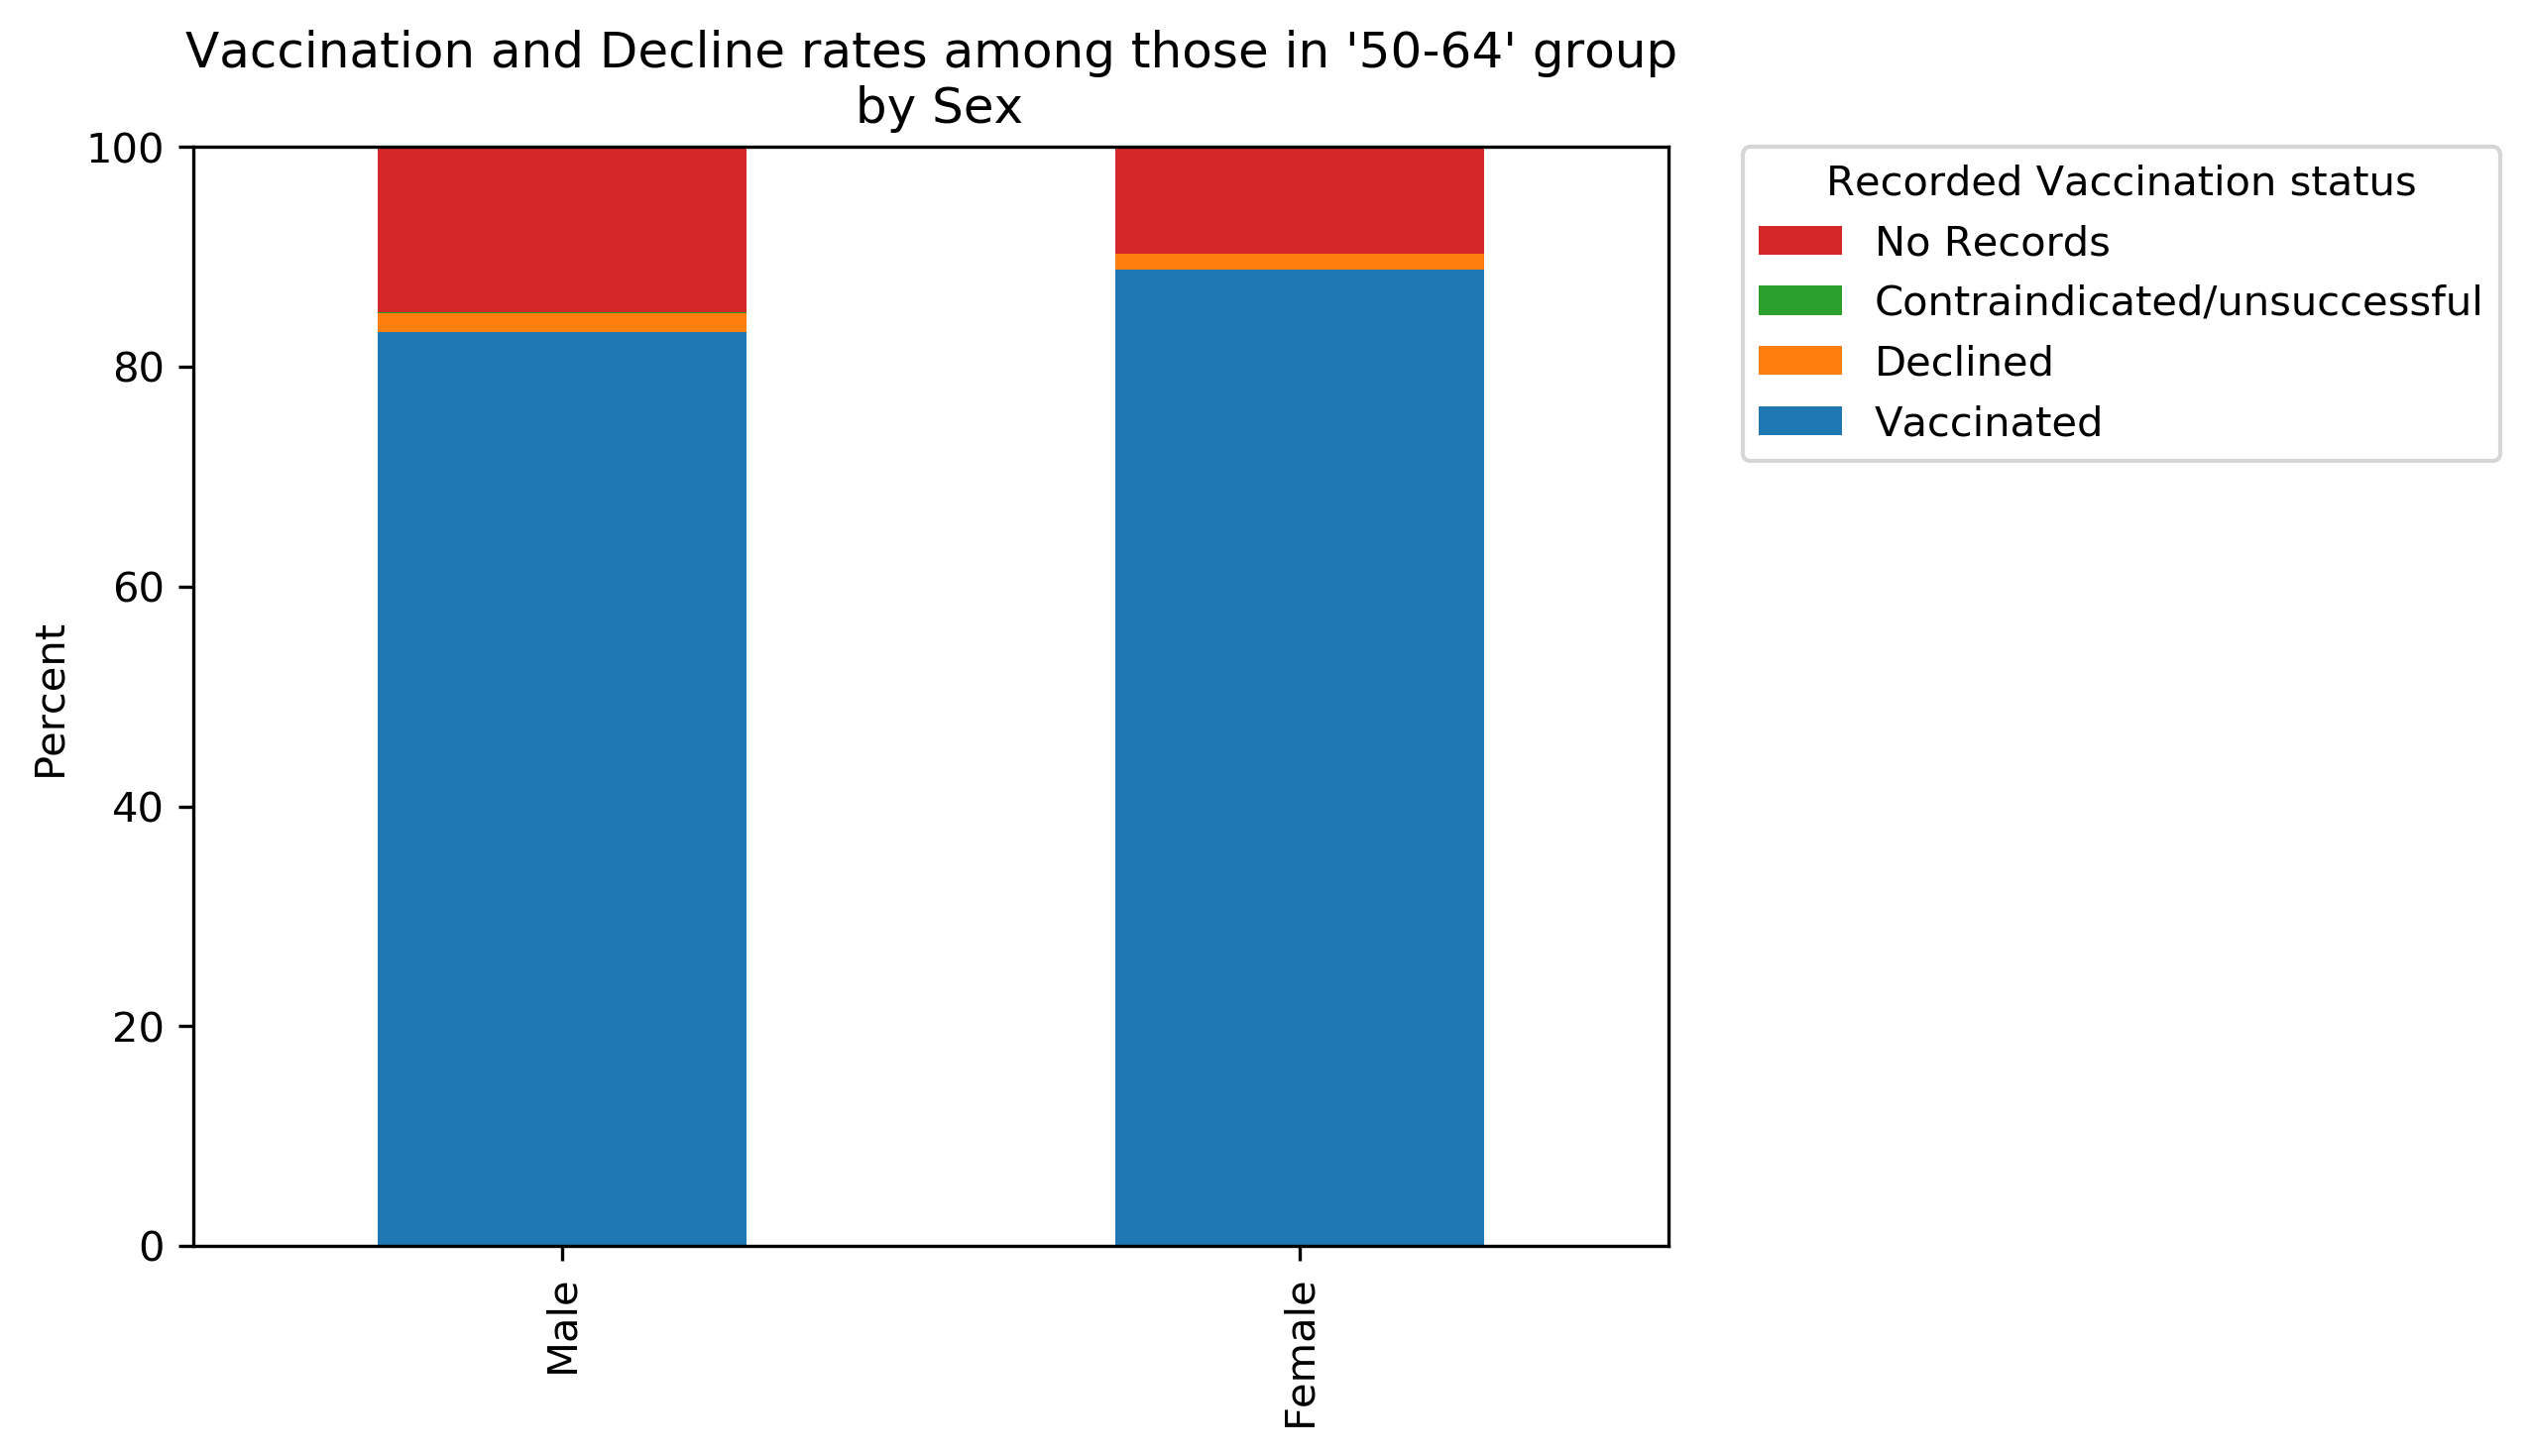 Vaccination and Decline rates among those in '50-64' group
by Sex
100
80
60
40
20
0
Percent
Male
Female
Recorded Vaccination status
No Records
Contraindicated/unsuccessful
Declined
Vaccinated